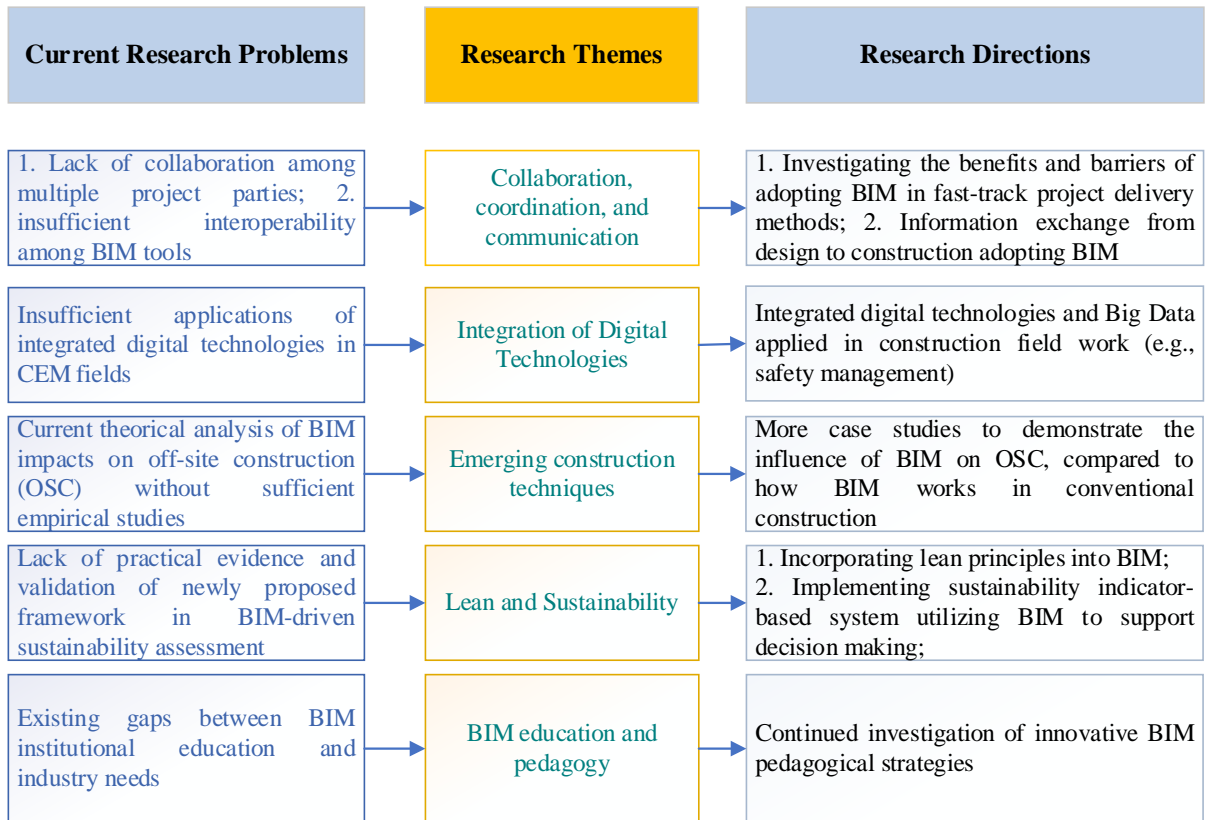 Current Research Problems
Research Themes
Research Directions
1. Lack of collaboration among
multiple project parties; 2.
insufficient interoperability
among BIM tools
Collaboration,
coordination, and
communication
1. Investigating the benefits and barriers of
adopting BIM in fast-track project delivery
methods; 2. Information exchange from
design to construction adopting BIM
Insufficient applications of
integrated digital technologies in
CEM fields
Integration of Digital
Technologies
Integrated digital technologies and Big Data
applied in construction field work (e.g.,
safety management)
Current theorical analysis of BIM
impacts on off-site construction
(OSC) without sufficient
empirical studies
Emerging construction
techniques
More case studies to demonstrate the
influence of BIM on OSC, compared to
how BIM works in conventional
construction
Lack of practical evidence and
validation of newly proposed
framework in BIM-driven
sustainability assessment
Lean and Sustainability
1. Incorporating lean principles into BIM;
2. Implementing sustainability indicator-
based system utilizing BIM to support
decision making;
Existing gaps between BIM
institutional education and
industry needs
BIM education and
pedagogy
Continued investigation of innovative BIM
pedagogical strategies